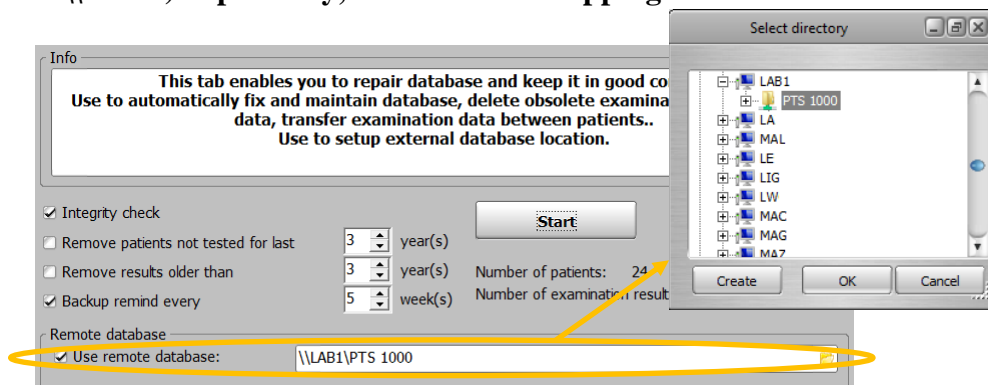 Select directory
LAB1
PTS 1000
LA
MAL
LE
LIG
LW
MAC
MAG
MAZ
Create
OK
Cancel
Info
This tab enables you to repair database and keep it in good
Use to automatically fix and maintain database, delete obsolete
data, transfer examination data between patients..
Use to setup external database location.
Integrity check
Start
Remove patients not tested for last 3 year(s)
Remove results older than 3 year(s) Number of patients: 24
Backup remind every 5 week(s) Number of examination
Remote database
Use remote database: \\LAB1\PTS 1000